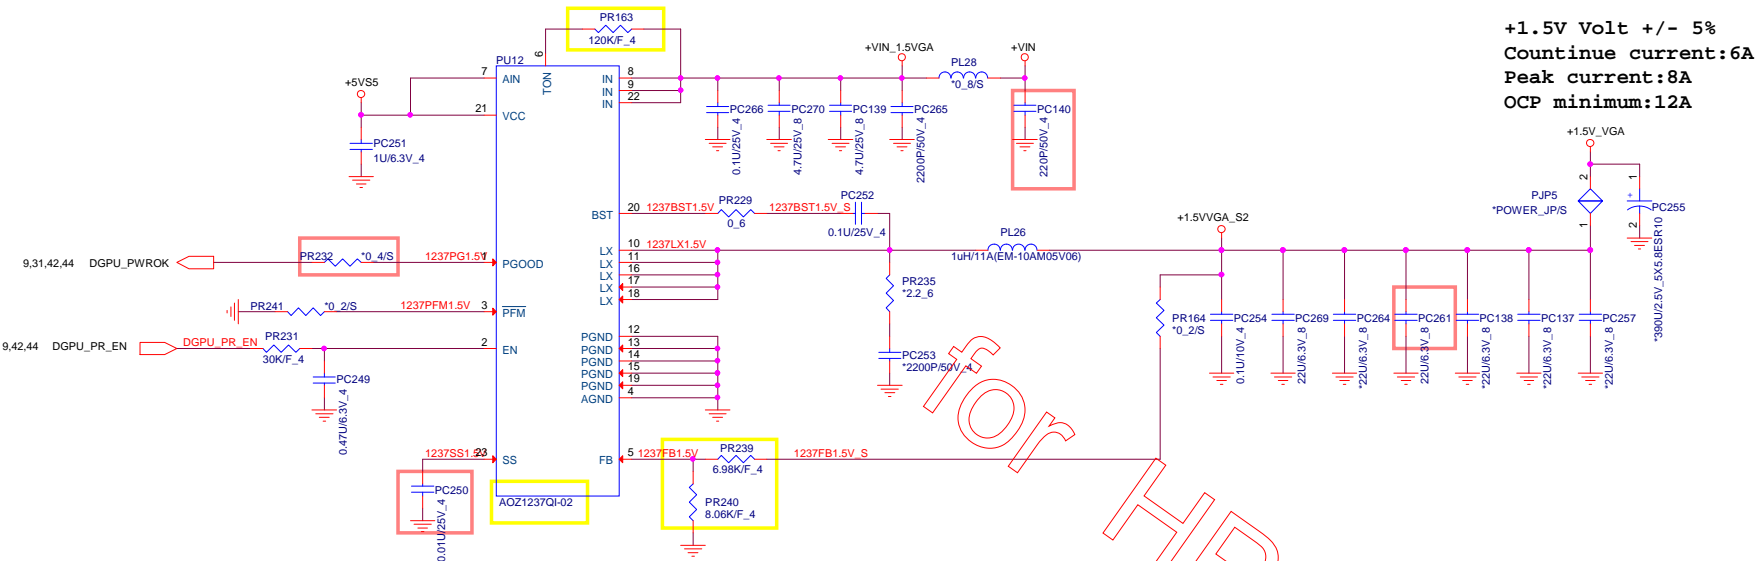 +1.5V Volt +/- 5%
Countinue current:6A
Peak current:8A
OCP minimum:12A
PR163
120K/F_4
6
TON
PU12
+5VS5
7
AIN
21
VCC
PC251
1U/6.3V_4
IN
8
IN
9
IN
22
+VIN_1.5VGA
PL28
*0_8/S
+VIN
PC266
0.1U/25V_4
PC270
4.7U/25V_8
PC139
4.7U/25V_8
PC265
2200P/50V_4
PC140
220P/50V_4
+1.5V_VGA
PJP5
*POWER_JP/S
2
1
1
+
2
PC255
*390U/2.5V_5X5.8ESR10
BST
20
1237BST1.5V
PR229
0_6
1237BST1.5V_S
PC252
0.1U/25V_4
+1.5VVGA_S2
LX
10
1237LX1.5V
LX
11
LX
16
LX
17
LX
18
PL26
1uH/11A(EM-10AM05V06)
9,31,42,44
DGPU_PWROK
PR232
*0_4/S
1237PG1.5V
1
PGOOD
PR241
*0_2/S
1237PFM1.5V
3
PFM
9,42,44
DGPU_PR_EN
DGPU_PR_EN
PR231
30K/F_4
2
EN
PC249
0.47U/6.3V_4
PR235
*2.2_6
PC253
*2200P/50V_4
PGND
12
PGND
13
PGND
14
PGND
15
PGND
19
AGND
4
PR164
*0_2/S
PC254
0.1U/10V_4
PC269
22U/6.3V_8
PC264
*22U/6.3V_8
PC261
22U/6.3V_8
PC138
*22U/6.3V_8
PC137
*22U/6.3V_8
PC257
*22U/6.3V_8
1237SS1.5V
23
SS
PC250
0.01U/25V_4
AOZ1237QI-02
FB
5
1237FB1.5V
PR239
6.98K/F_4
1237FB1.5V_S
PR240
8.06K/F_4
for